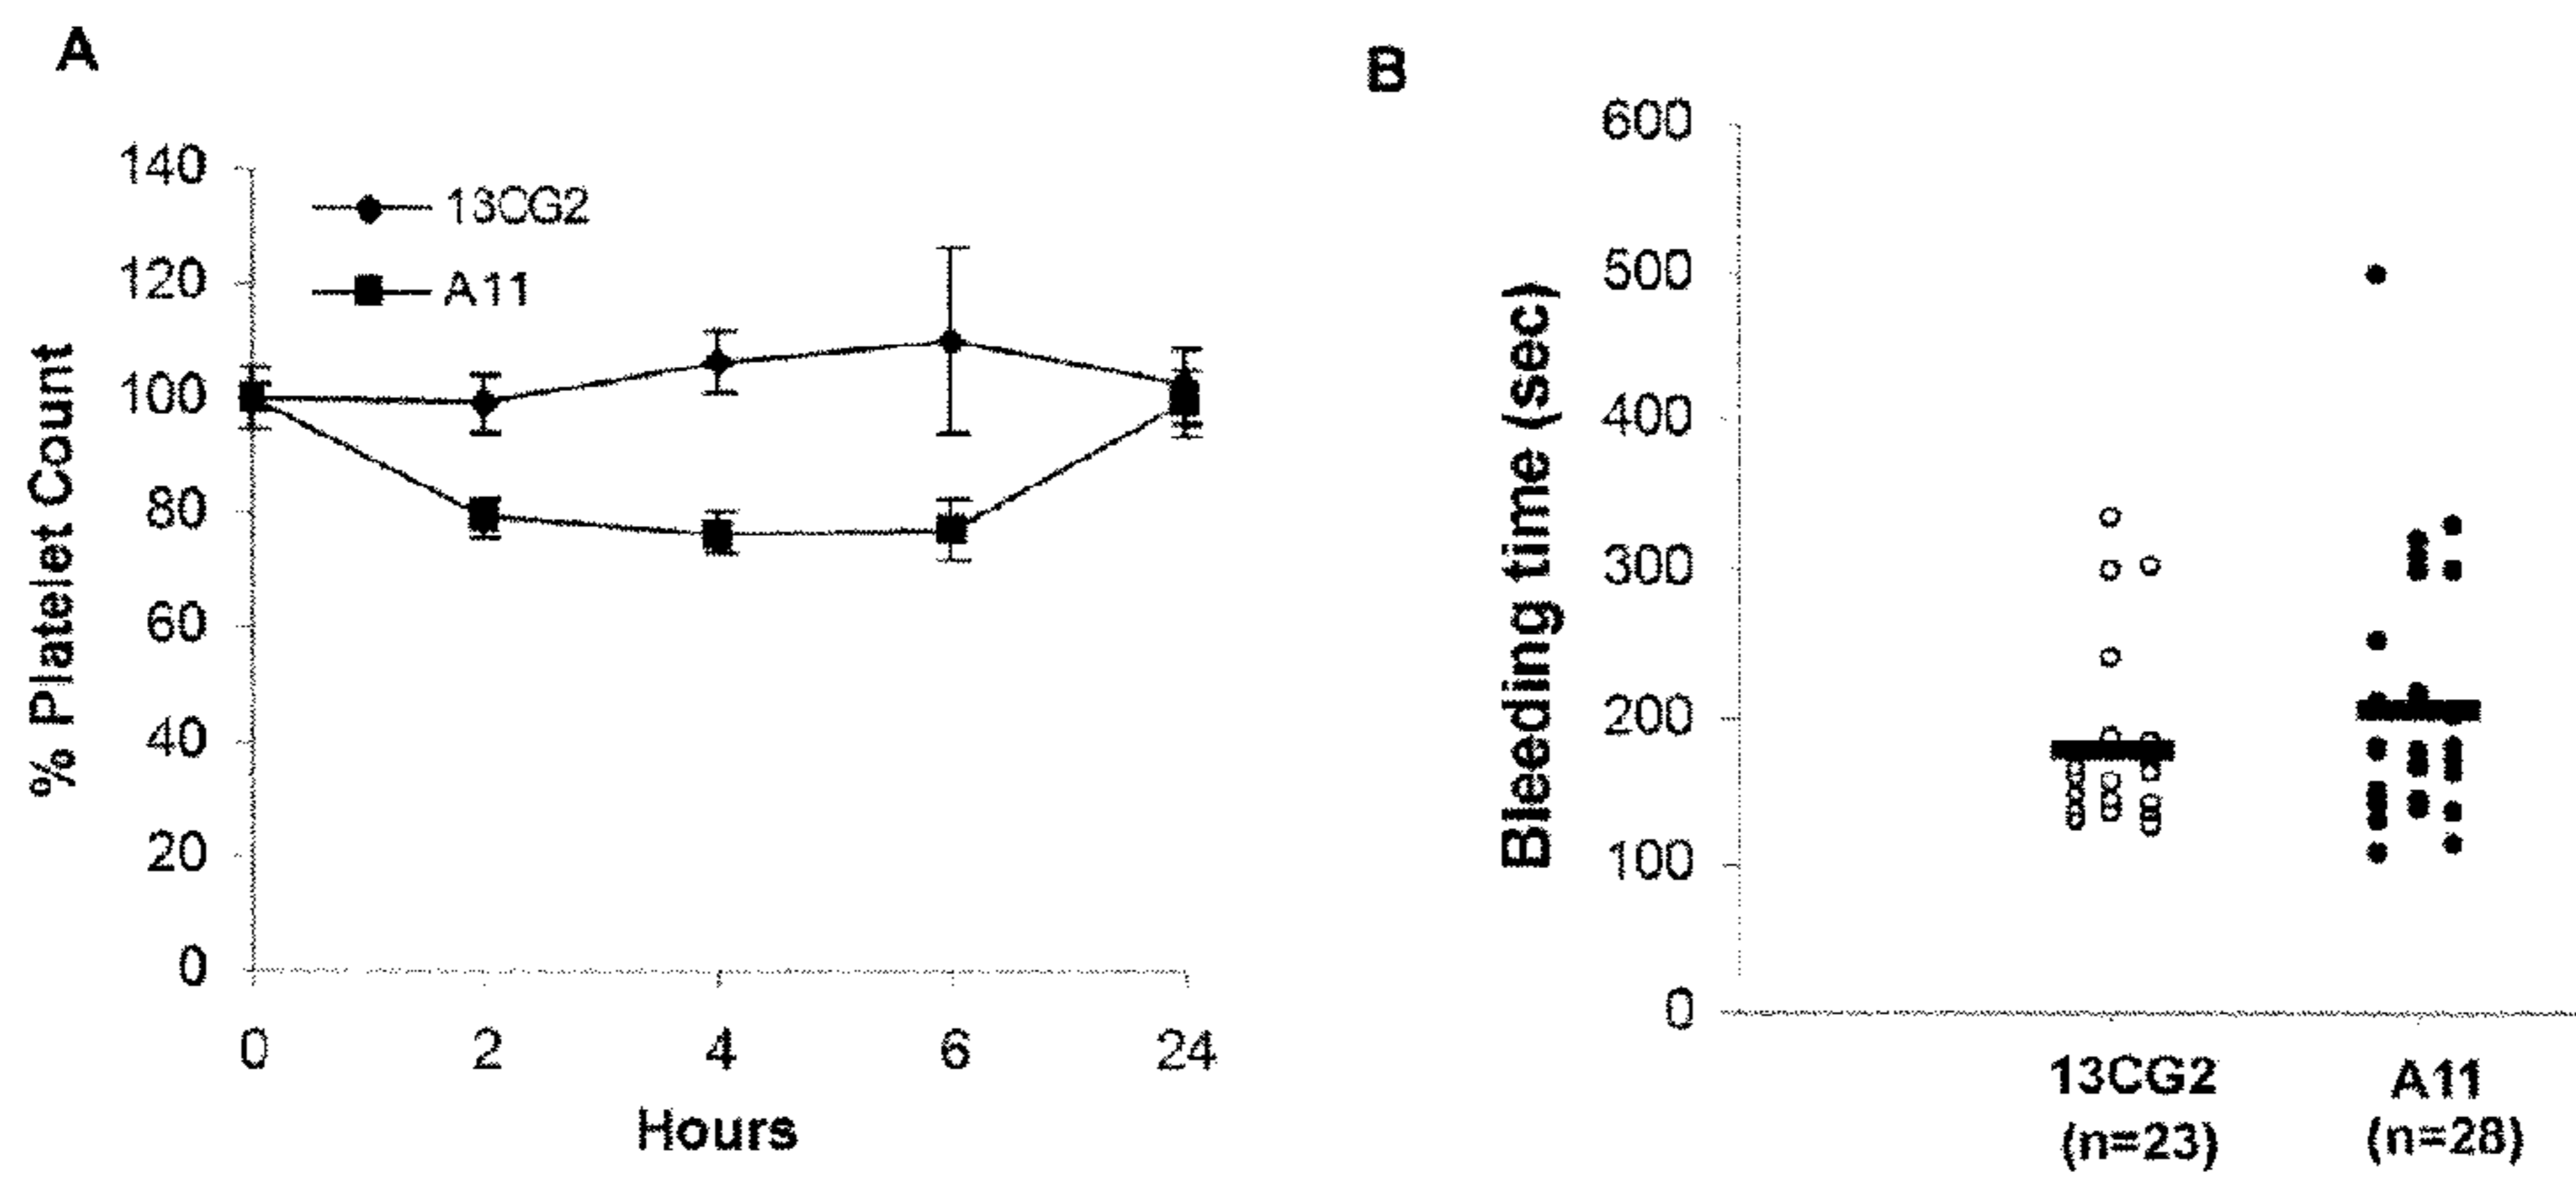 A
% Platelet Count
140
120
100
80
60
40
20
0
13CG2
A11
0 2 4 6 24
Hours
B
Bleeding time (sec)
600
500
400
300
200
100
0
13CG2 A11
(n=23) (n=28)